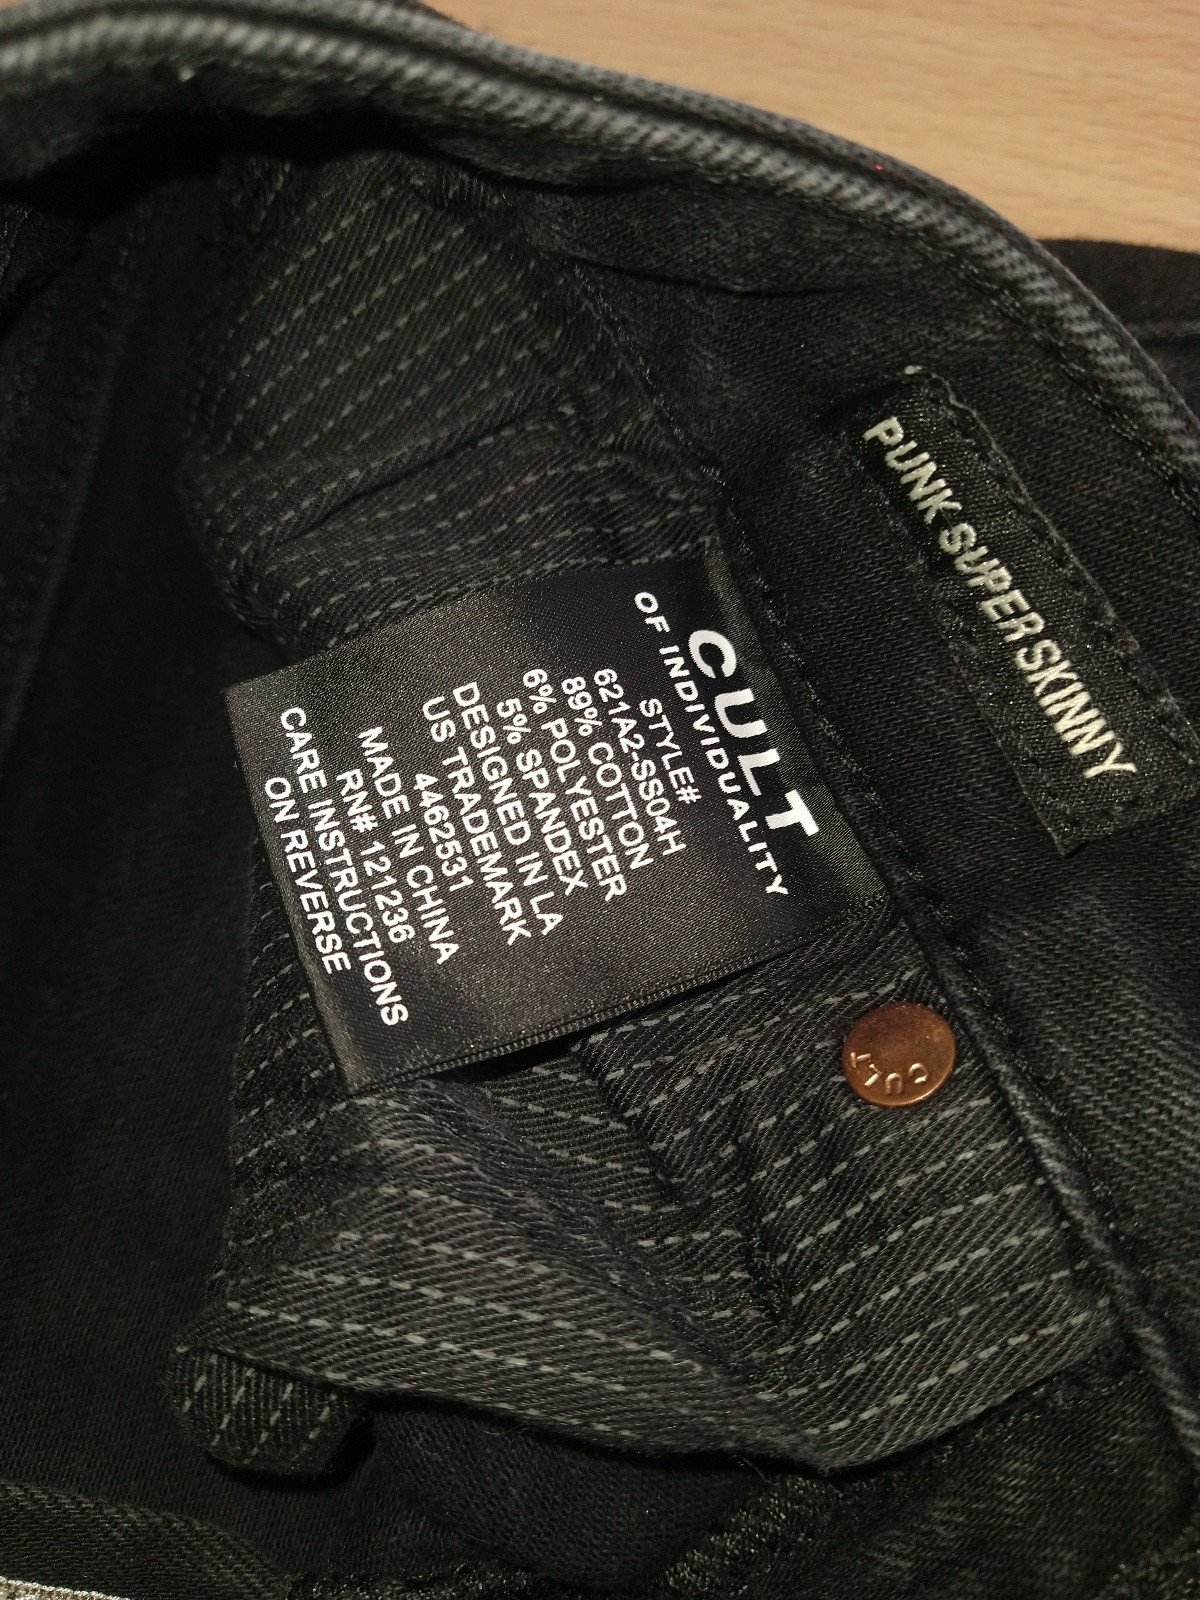 PUNK SUPER SKINNY
CULT
OF INDIVIDUALITY
STYLE#
621A2-SS04H
89% COTTON
6% POLYESTER
5% SPANDEX
DESIGNED IN LA
US TRADEMARK
4462531
MADE IN CHINA
RN# 121236
CARE INSTRUCTIONS
ON REVERSE
CULT